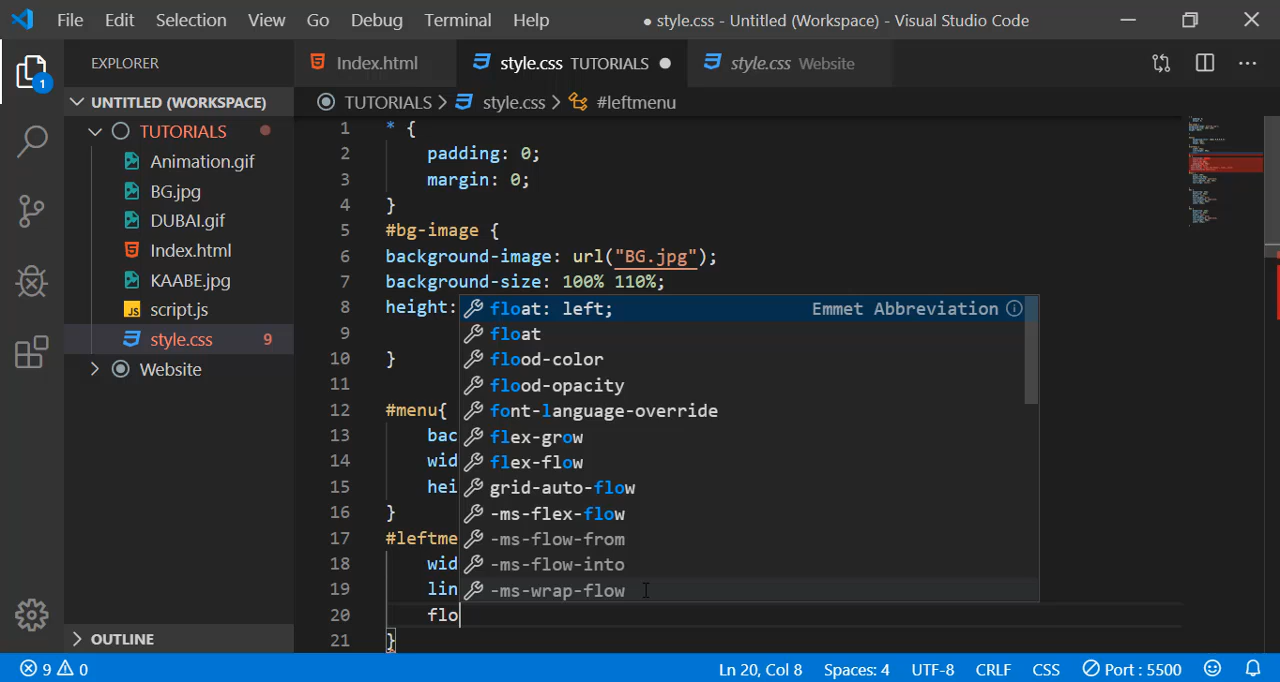 File Edit Selection View Go Debug Terminal Help ● style.css - Untitled (Workspace) - Visual Studio Code
EXPLORER
Index.html style.css TUTORIALS style.css Website
1
UNTITLED (WORKSPACE)
TUTORIALS > style.css > #leftmenu
TUTORIALS
Animation.gif
BG.jpg
DUBAI.gif
Index.html
KAABE.jpg
JS script.js
style.css 9
Website
OUTLINE
1 * {
2 padding: 0;
3 margin: 0;
4 }
5 #bg-image {
6 background-image: url("BG.jpg");
7 background-size: 100% 110%;
8 height:
9
10 }
11
12 #menu{
13 bac
14 wid
15 hei
16 }
17 #leftme
18 wid
19 lin
20 flo
21 }
float: left; Emmet Abbreviation
float
flood-color
flood-opacity
font-language-override
flex-grow
flex-flow
grid-auto-flow
-ms-flex-flow
-ms-flow-from
-ms-flow-into
-ms-wrap-flow
9 0 Ln 20, Col 8 Spaces: 4 UTF-8 CRLF CSS Port : 5500